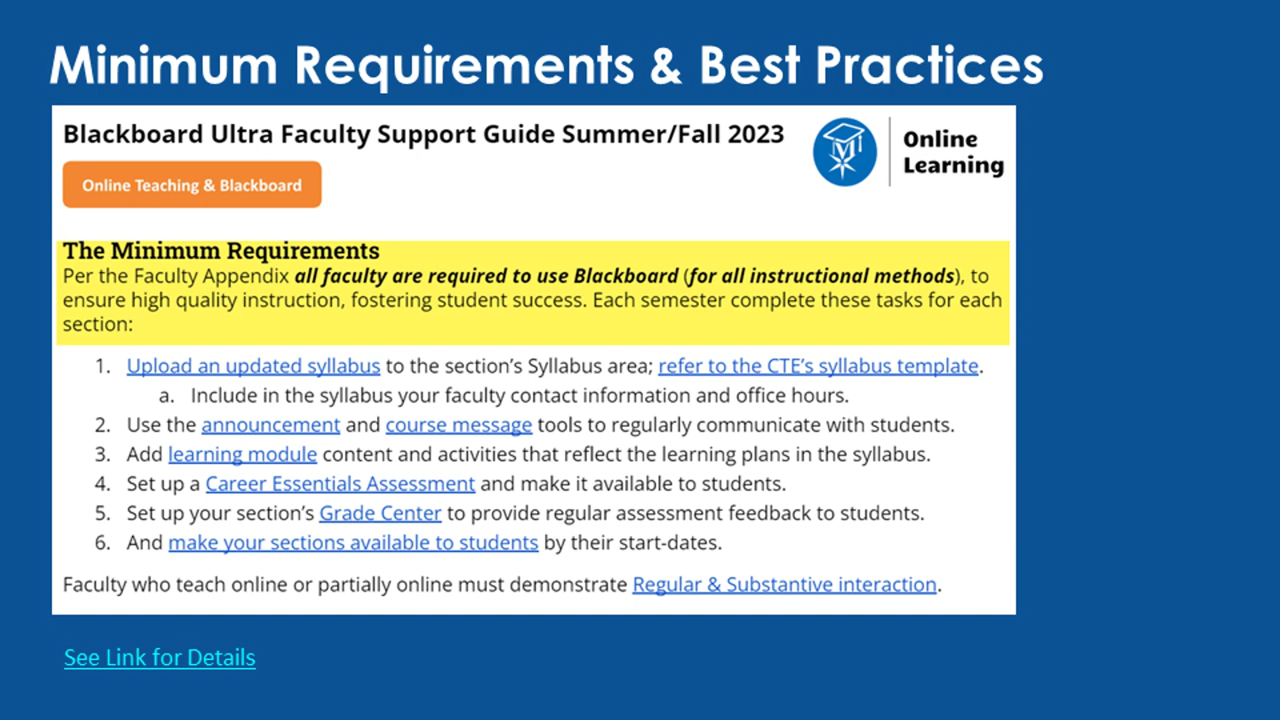 Minimum Requirements & Best Practices
Blackboard Ultra Faculty Support Guide Summer/Fall 2023
Online
Learning
Online Teaching & Blackboard
The Minimum Requirements
Per the Faculty Appendix all faculty are required to use Blackboard (for all instructional methods), to
ensure high quality instruction, fostering student success. Each semester complete these tasks for each
section:
1. Upload an updated syllabus to the section's Syllabus area; refer to the CTE's syllabus template.
a. Include in the syllabus your faculty contact information and office hours.
2. Use the announcement and course message tools to regularly communicate with students.
3. Add learning module content and activities that reflect the learning plans in the syllabus.
4. Set up a Career Essentials Assessment and make it available to students.
5. Set up your section's Grade Center to provide regular assessment feedback to students.
6. And make your sections available to students by their start-dates.
Faculty who teach online or partially online must demonstrate Regular & Substantive interaction.
See Link for Details